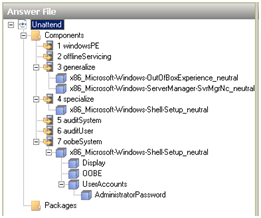 Answer File
Unattend
Components
1 windowsPE
2 offlineServicing
3 generalize
x86_Microsoft-Windows-OutOfBoxExperience_neutral
x86_Microsoft-Windows-ServerManager-SvrMgrNc_neutral
4 specialize
x86_Microsoft-Windows-Shell-Setup_neutral
5 auditSystem
6 auditUser
7 oobeSystem
x86_Microsoft-Windows-Shell-Setup_neutral
Display
OOBE
UserAccounts
AdministratorPassword
Packages